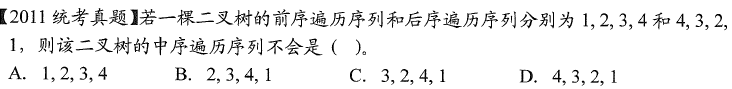 【2011 统考真题】若一棵二叉树的前序遍历序列和后序遍历序列分别为 1, 2, 3, 4 和 4, 3, 2,
1，则该二叉树的中序遍历序列不会是（ ）。
A. 1, 2, 3, 4 B. 2, 3, 4, 1 C. 3, 2, 4, 1 D. 4, 3, 2, 1